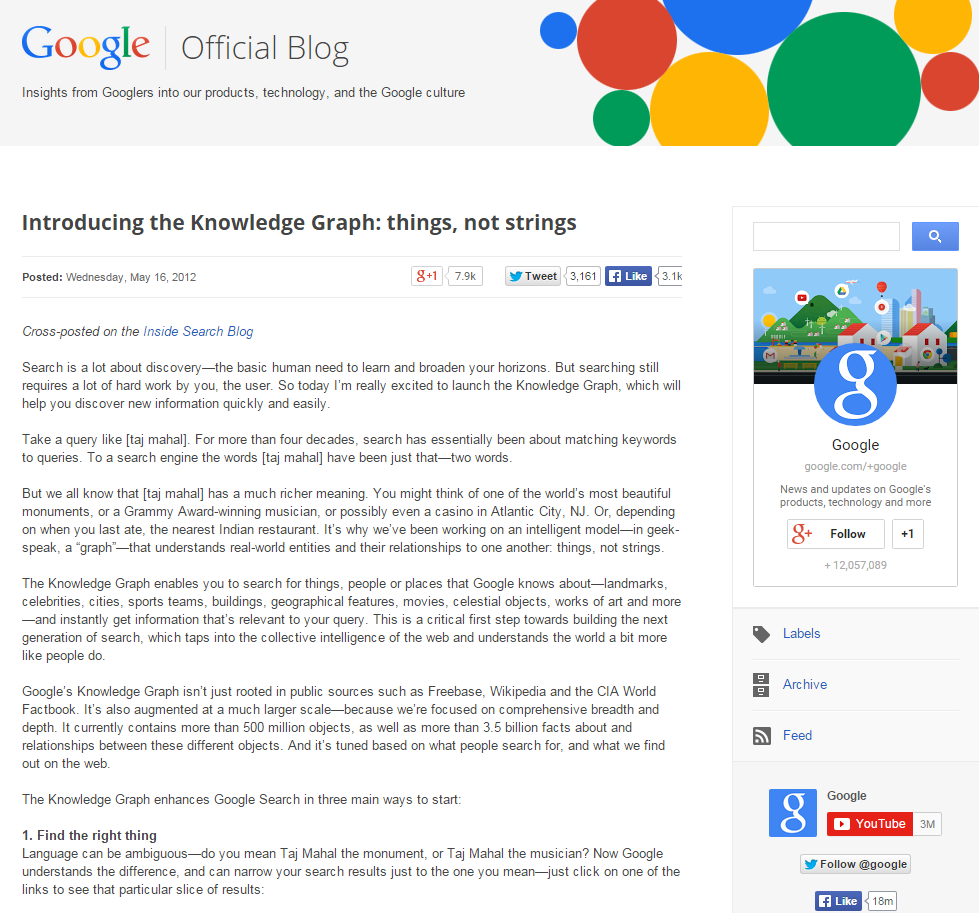 Google Official Blog
Insights from Googlers into our products, technology, and the Google culture
Introducing the Knowledge Graph: things, not strings
Posted: Wednesday, May 16, 2012
g+1 7.9k Tweet 3,161 Like 3.1k
Cross-posted on the Inside Search Blog
Search is a lot about discovery—the basic human need to learn and broaden your horizons. But searching still
requires a lot of hard work by you, the user. So today I'm really excited to launch the Knowledge Graph, which will
help you discover new information quickly and easily.
Take a query like [taj mahal]. For more than four decades, search has essentially been about matching keywords
to queries. To a search engine the words [taj mahal] have been just that—two words.
But we all know that [taj mahal] has a much richer meaning. You might think of one of the world's most beautiful
monuments, or a Grammy Award-winning musician, or possibly even a casino in Atlantic City, NJ. Or, depending
on when you last ate, the nearest Indian restaurant. It's why we've been working on an intelligent model—in geek-
speak, a “graph”—that understands real-world entities and their relationships to one another: things, not strings.
The Knowledge Graph enables you to search for things, people or places that Google knows about—landmarks,
celebrities, cities, sports teams, buildings, geographical features, movies, celestial objects, works of art and more
—and instantly get information that's relevant to your query. This is a critical first step towards building the next
generation of search, which taps into the collective intelligence of the web and understands the world a bit more
like people do.
Google's Knowledge Graph isn't just rooted in public sources such as Freebase, Wikipedia and the CIA World
Factbook. It's also augmented at a much larger scale—because we're focused on comprehensive breadth and
depth. It currently contains more than 500 million objects, as well as more than 3.5 billion facts about and
relationships between these different objects. And it's tuned based on what people search for, and what we find
out on the web.
The Knowledge Graph enhances Google Search in three main ways to start:
1. Find the right thing
Language can be ambiguous—do you mean Taj Mahal the monument, or Taj Mahal the musician? Now Google
understands the difference, and can narrow your search results just to the one you mean—just click on one of the
links to see that particular slice of results:
g
Google
google.com/+google
News and updates on Google's
products, technology and more
g+ Follow +1
+ 12,057,089
Labels
Archive
Feed
g
Google
YouTube 3M
Follow @google
Like 18m